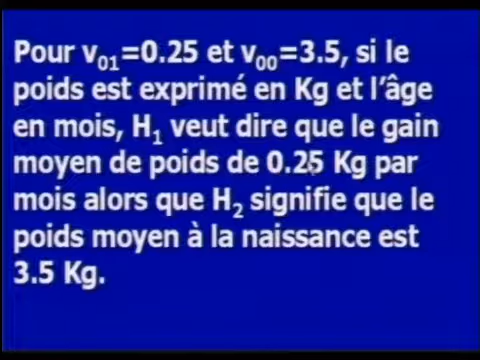 Pour v₀₁=0.25 et v₀₀=3.5, si le
poids est exprimé en Kg et l'âge
en mois, H₁ veut dire que le gain
moyen de poids de 0.25 Kg par
mois alors que H₂ signifie que le
poids moyen à la naissance est
3.5 Kg.